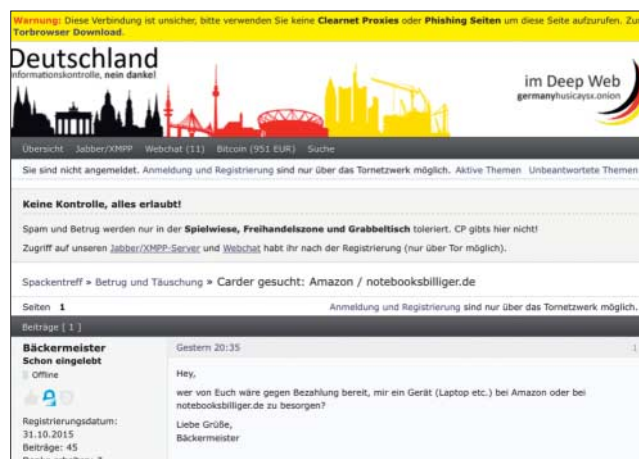 Warnung: Diese Verbindung ist unsicher, bitte verwenden Sie keine Clearnet Proxies oder Phishing Seiten um diese Seite aufzurufen. Zu
Torbrowser Download.
Deutschland
Informationskontrolle, nein danke!
im Deep Web
germanyhusicaysx.onion
Übersicht Jabber/XMPP Webchat (11) Bitcoin (951 EUR) Suche
Sie sind nicht angemeldet. Anmeldung und Registrierung sind nur über das Tornetzwerk möglich. Aktive Themen Unbeantwortete Themen
Keine Kontrolle, alles erlaubt!
Spam und Betrug werden nur in der Spielwiese, Freihandelszone und Grabbeltisch toleriert. CP gibts hier nicht!
Zugriff auf unseren Jabber/XMPP-Server und Webchat habt ihr nach der Registrierung (nur über Tor möglich).
Spackentreff » Betrug und Täuschung » Carder gesucht: Amazon / notebooksbilliger.de
Seiten 1 Anmeldung und Registrierung sind nur über das Tornetzwerk möglich.
Beiträge [ 1 ]
Bäckermeister
Schon eingelebt
Offline
Registrierungsdatum:
31.10.2015
Beiträge: 45
Gestern 20:35 1
Hey,
wer von Euch wäre gegen Bezahlung bereit, mir ein Gerät (Laptop etc.) bei Amazon oder bei
notebooksbilliger.de zu besorgen?
Liebe Grüße,
Bäckermeister